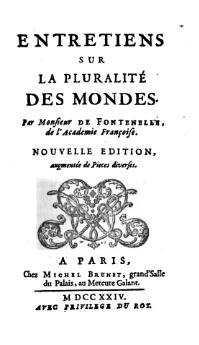 ENTRETIENS
SUR
LA PLURALITÉ
DES MONDES.
Par Monsieur DE FONTENELLE,
de l'Academie Françoise.
NOUVELLE EDITION,
augmentée de Pieces diverses.
A PARIS,
Chez MICHEL BRUNET, grand'Salle
du Palais, au Mercure Galant.
M DCC XXIV.
AVEC PRIVILEGE DU ROY.